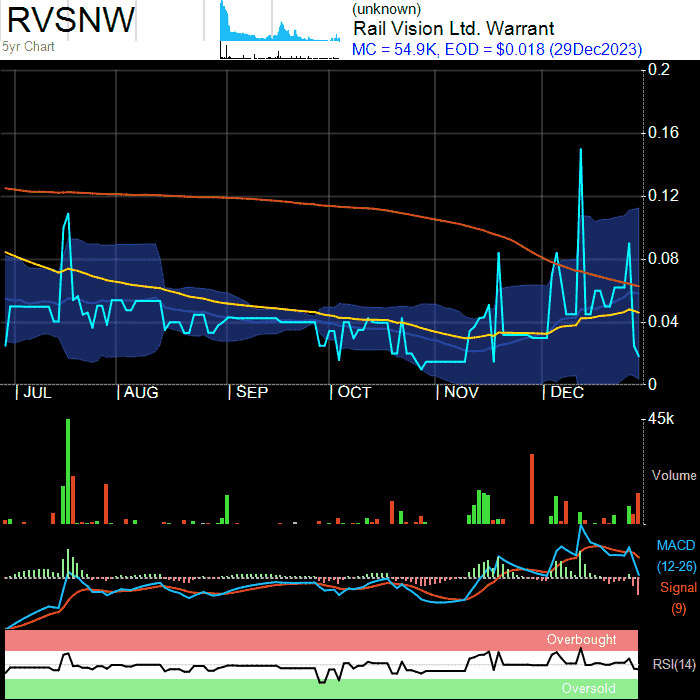 RVSNW
5yr Chart
(unknown)
Rail Vision Ltd. Warrant
MC = 54.9K, EOD = $0.018 (29Dec2023)
0.2
0.16
0.12
0.08
0.04
0
JUL AUG SEP OCT NOV DEC
45k
Volume
MACD
(12-26)
Signal
(9)
Overbought
RSI(14)
Oversold